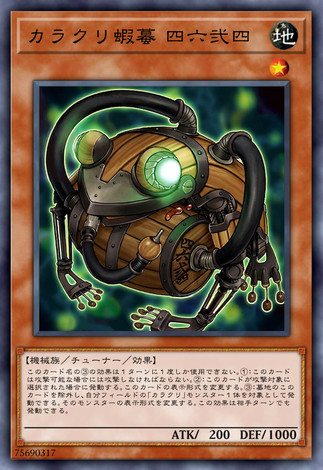 カラクリ蝦蟇 四六弐四
地
四六弐四
【機械族/チューナー/効果】
このカード名の③の効果は1ターンに1度しか使用できない。①:このカード
は攻撃可能な場合には攻撃しなければならない。②:このカードが攻撃対象に
選択された場合に発動する。このカードの表示形式を変更する。③:墓地のこ
のカードを除外し、自分フィールドの「カラクリ」モンスター1体を対象として発
動できる。そのモンスターの表示形式を変更する。この効果は相手ターンでも
発動できる。
ATK/ 200 DEF/1000
75690317